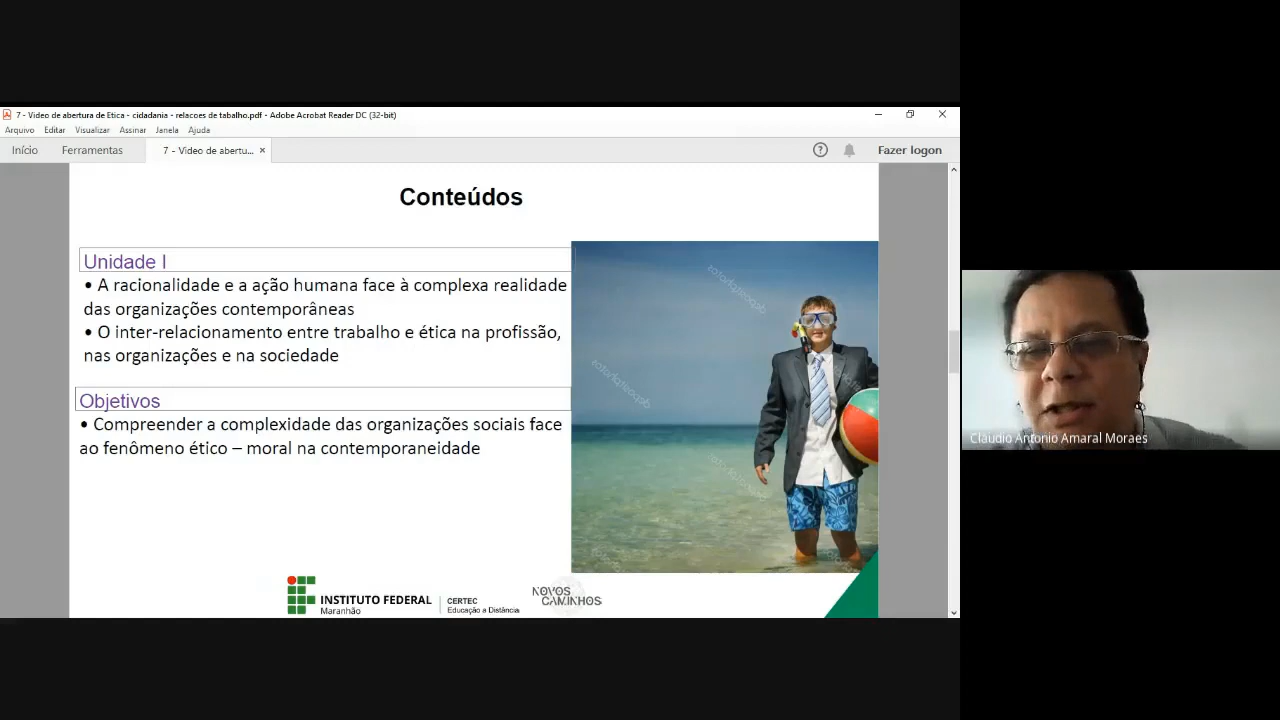 7 - Video de abertura de Etica - cidadania - relacoes de tabalho.pdf - Adobe Acrobat Reader DC (32-bit)
Arquivo Editar Visualizar Assinar Janela Ajuda
Início Ferramentas 7 - Video de abertu... × ? Fazer logon
Conteúdos
Unidade I
• A racionalidade e a ação humana face à complexa realidade
das organizações contemporâneas
• O inter-relacionamento entre trabalho e ética na profissão,
nas organizações e na sociedade
Objetivos
• Compreender a complexidade das organizações sociais face
ao fenômeno ético – moral na contemporaneidade
depositphotos
depositphotos
depositphotos
INSTITUTO FEDERAL
Maranhão
CERTEC
Educação a Distância
NOVOS
CAMINHOS
Claudio Antonio Amaral Moraes